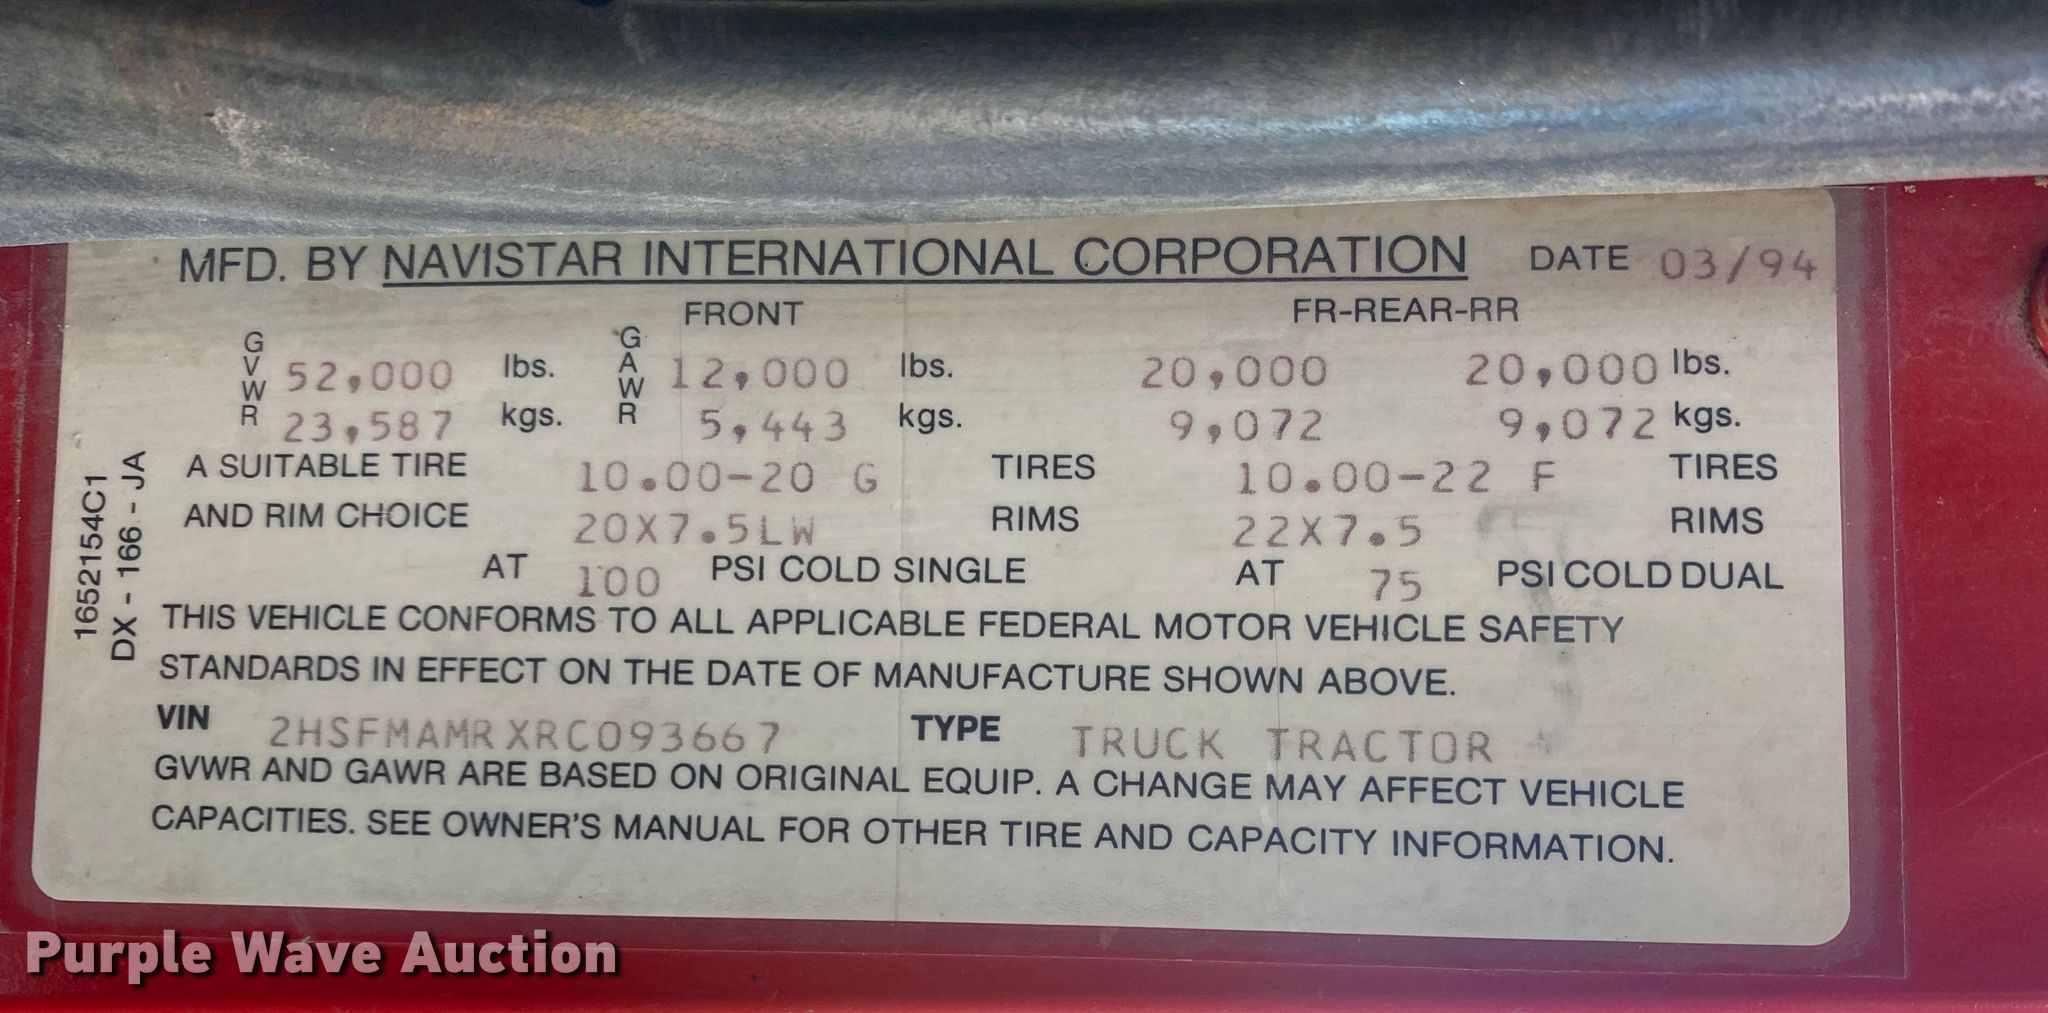 MFD. BY NAVISTAR INTERNATIONAL CORPORATION DATE 03/94
FRONT FR-REAR-RR
GVWR 52,000 lbs. GAWR 12,000 lbs. 20,000 20,000 lbs.
23,587 kgs. 5,443 kgs. 9,072 9,072 kgs.
A SUITABLE TIRE 10.00-20 G TIRES 10.00-22 F TIRES
AND RIM CHOICE 20X7.5LW RIMS 22X7.5 RIMS
AT 100 PSI COLD SINGLE AT 75 PSI COLD DUAL
THIS VEHICLE CONFORMS TO ALL APPLICABLE FEDERAL MOTOR VEHICLE SAFETY
STANDARDS IN EFFECT ON THE DATE OF MANUFACTURE SHOWN ABOVE.
VIN 2HSFMAMRXRC093667 TYPE TRUCK TRACTOR
GVWR AND GAWR ARE BASED ON ORIGINAL EQUIP. A CHANGE MAY AFFECT VEHICLE
CAPACITIES. SEE OWNER'S MANUAL FOR OTHER TIRE AND CAPACITY INFORMATION.
1652154C1
DX - 166 - JA
Purple Wave Auction